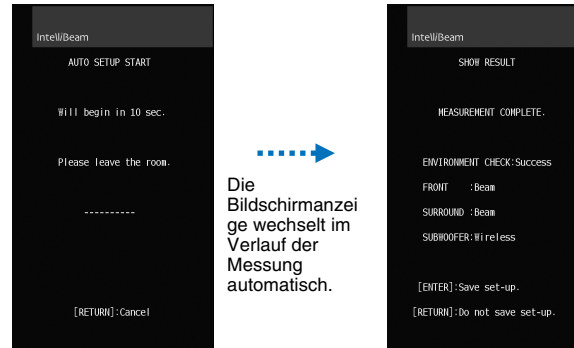 IntelliBeam
AUTO SETUP START
Will begin in 10 sec.
Please leave the room.
----------
[RETURN]:Cancel
Die
Bildschirmanzei
ge wechselt im
Verlauf der
Messung
automatisch.
IntelliBeam
SHOW RESULT
MEASUREMENT COMPLETE.
ENVIRONMENT CHECK:Success
FRONT :Beam
SURROUND :Beam
SUBWOOFER:Wireless
[ENTER]:Save set-up.
[RETURN]:Do not save set-up.